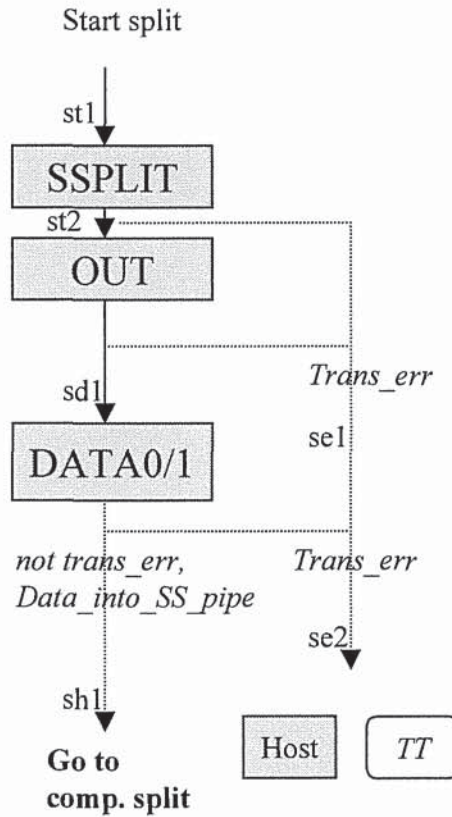 Start split
st1
SSPLIT
st2
OUT
Trans_err
sd1
se1
DATA0/1
not trans_err,
Data_into_SS_pipe
Trans_err
se2
sh1
Host
TT
Go to
comp. split